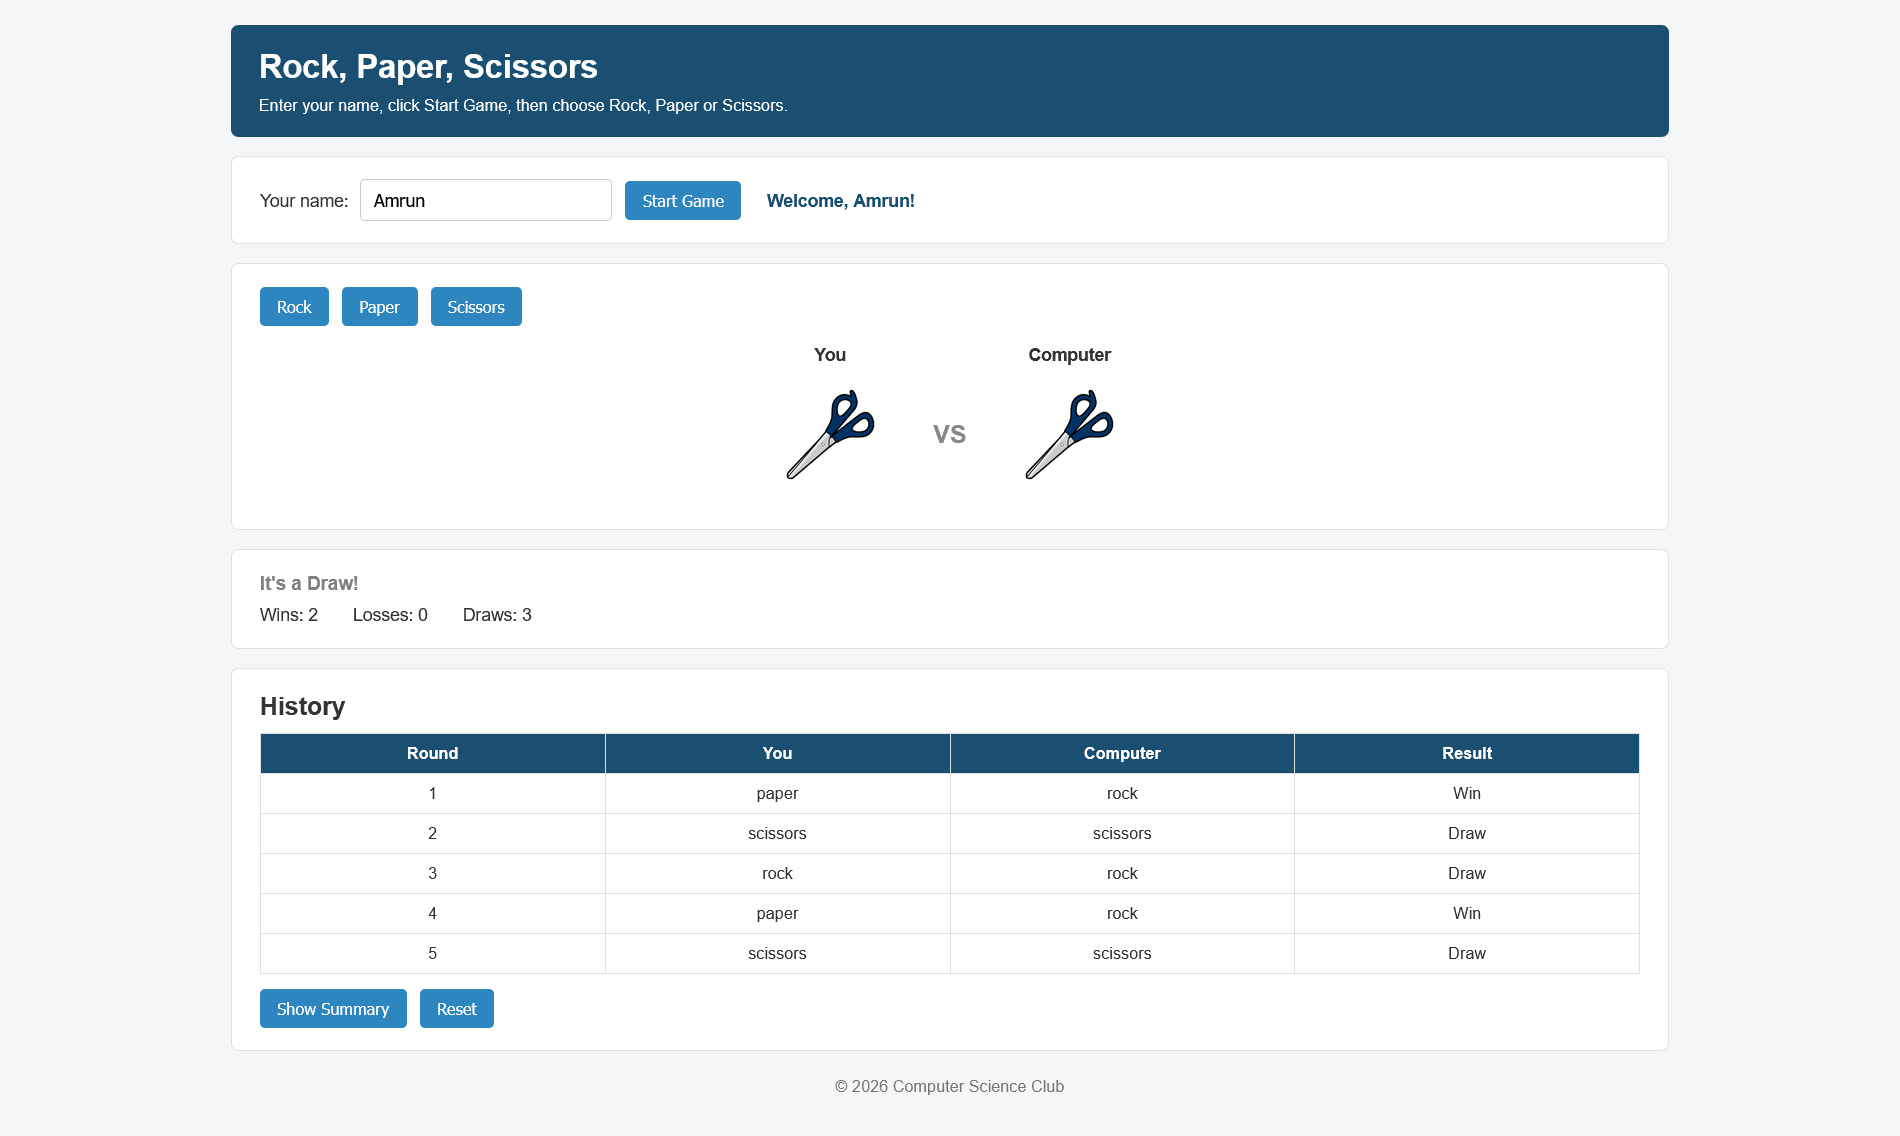 Rock, Paper, Scissors
Enter your name, click Start Game, then choose Rock, Paper or Scissors.
Your name: Amrun Start Game Welcome, Amrun!
Rock Paper Scissors
You Computer
VS
It's a Draw!
Wins: 2 Losses: 0 Draws: 3
History
Round You Computer Result
1 paper rock Win
2 scissors scissors Draw
3 rock rock Draw
4 paper rock Win
5 scissors scissors Draw
Show Summary Reset
© 2026 Computer Science Club